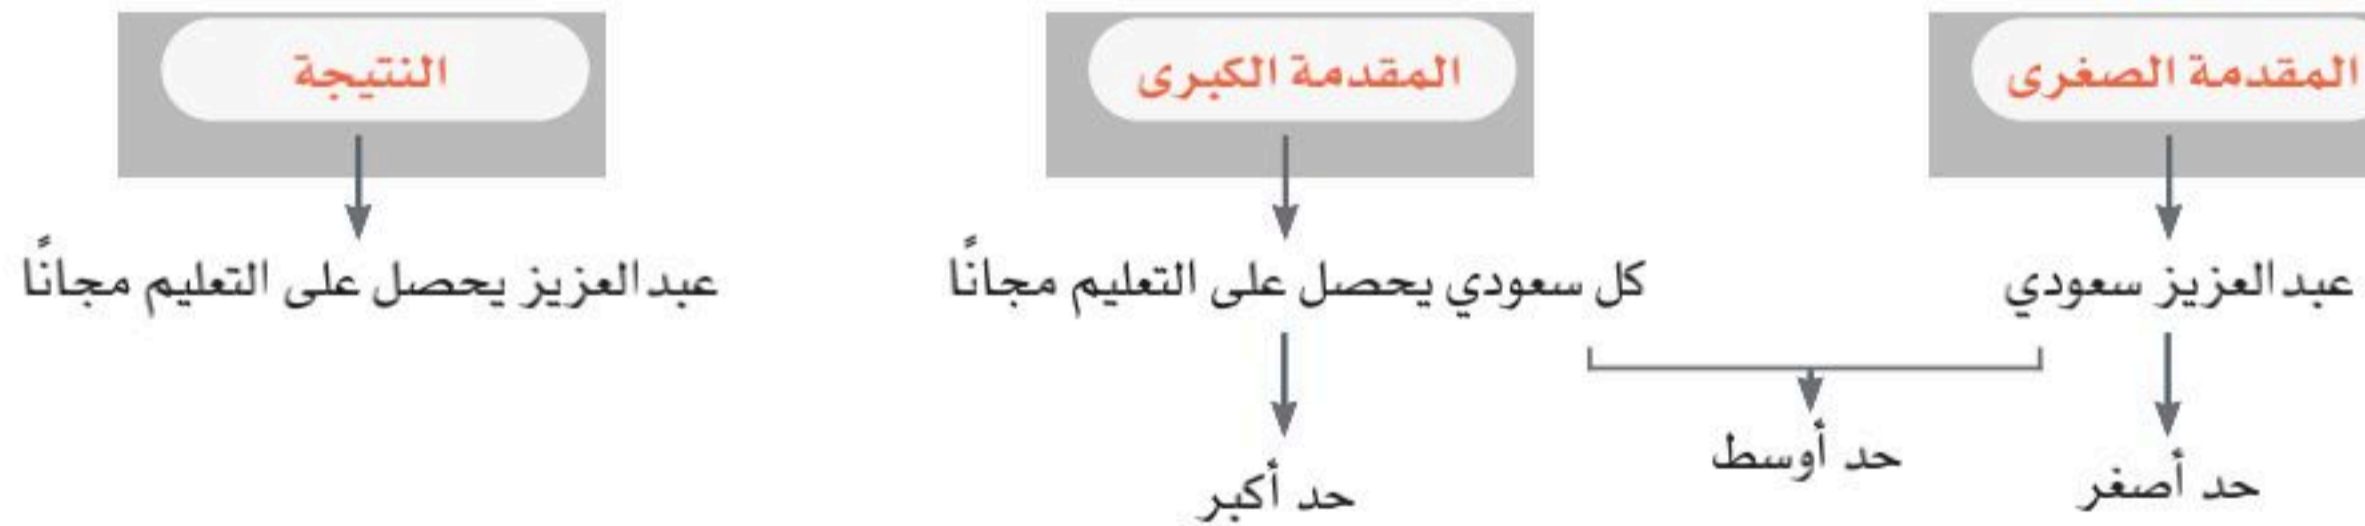 المقدمة الصغرى
المقدمة الكبرى
النتيجة
عبدالعزيز سعودي
كل سعودي يحصل على التعليم مجانًا
عبدالعزيز يحصل على التعليم مجانًا
حد أصغر
حد أوسط
حد أكبر